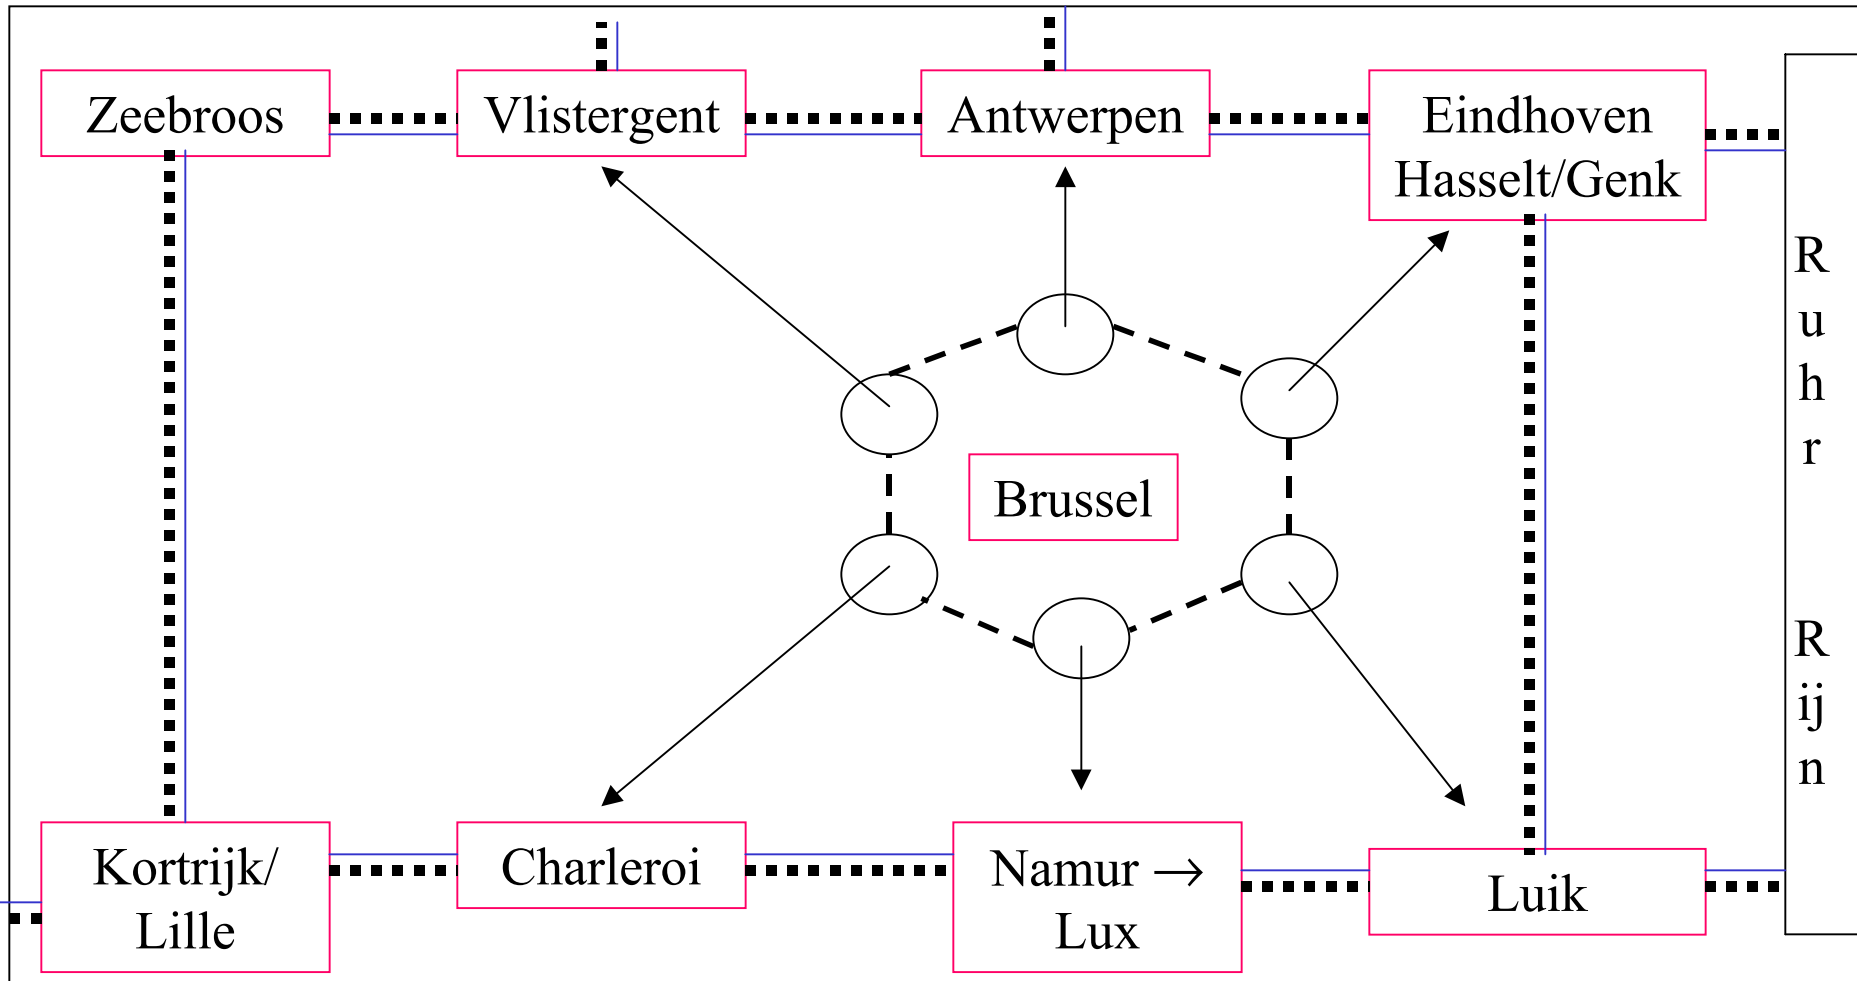 Zeebroos
Vlistergent
Antwerpen
Eindhoven
Hasselt/Genk
Brussel
Kortrijk/
Lille
Charleroi
Namur →
Lux
Luik
R
u
h
r
R
ij
n